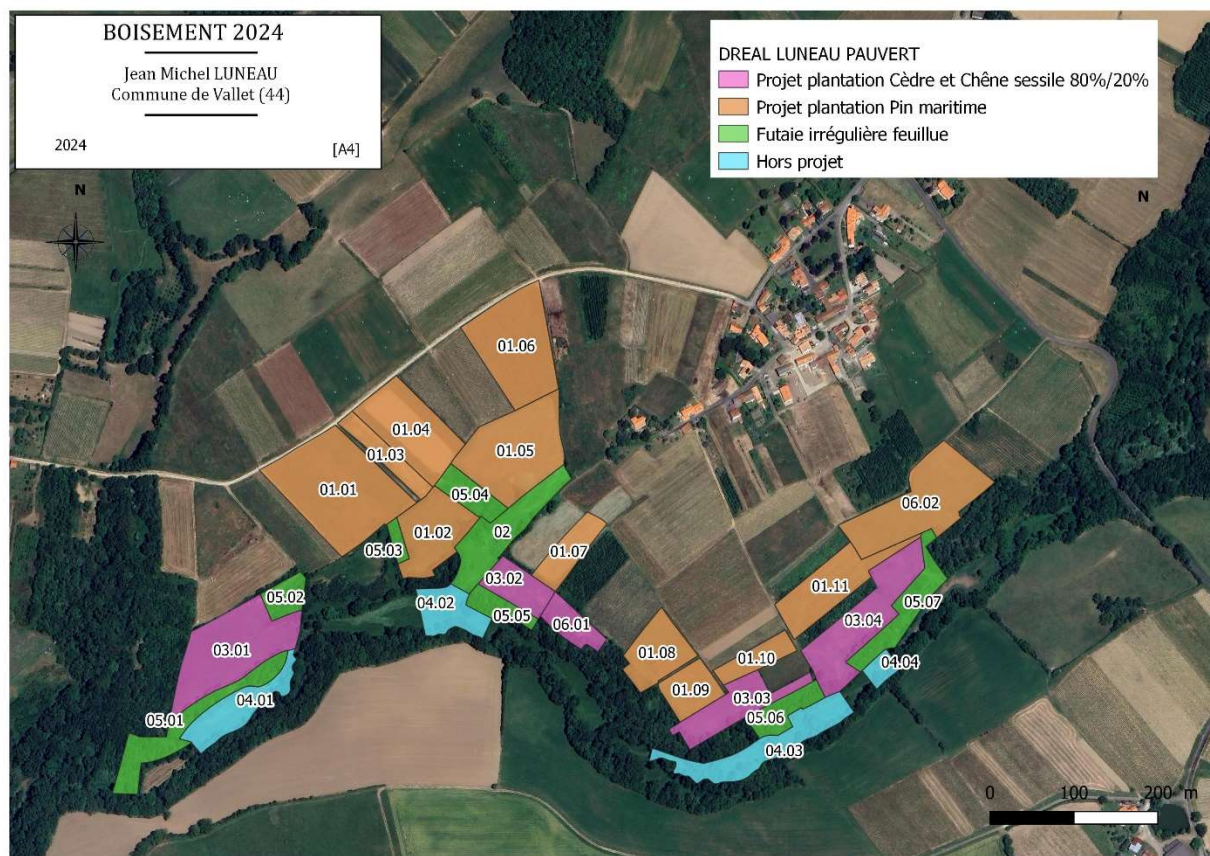 BOISEMENT 2024
Jean Michel LUNEAU
Commune de Vallet (44)
2024 [A4]
DREAL LUNEAU PAUVERT
Projet plantation Cèdre et Chêne sessile 80%/20%
Projet plantation Pin maritime
Futaie irrégulière feuillue
Hors projet
N
N
01.06
01.04
01.03
01.05
01.01
05.04
06.02
02
01.02
05.03
01.07
03.02
01.11
05.02
04.02
05.05
06.01
05.07
03.04
03.01
01.08
01.10
04.04
01.09
03.03
04.01
05.01
05.06
04.03
0 100 200 m